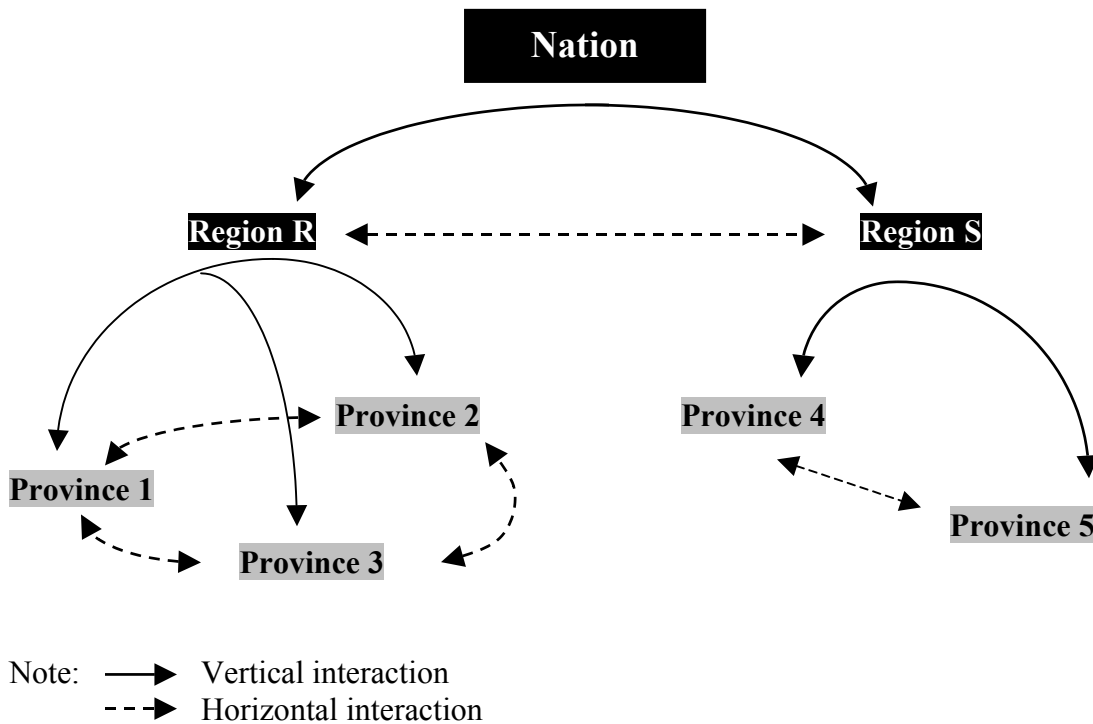 Nation
Region R
Region S
Province 2
Province 4
Province 1
Province 5
Province 3
Note:
Vertical interaction
Horizontal interaction